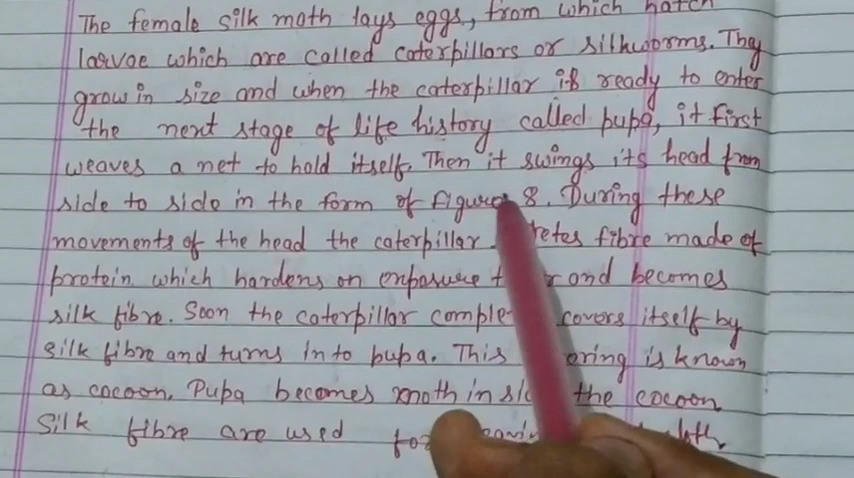 The female silk moth lays eggs, from which hatch
larvae which are called caterpillars or silkworms. They
grow in size and when the caterpillar is ready to enter
the next stage of life history called pupa, it first
weaves a net to hold itself. Then it swings its head from
side to side in the form of figure 8. During these
movements of the head the caterpillar fibre made of
protein which hardens on exposure and becomes
silk fibre. Soon the caterpillar covers itself by
silk fibre and turns in to pupa. This is known
as cocoon. Pupa becomes moth in the cocoon
Silk fibre are used